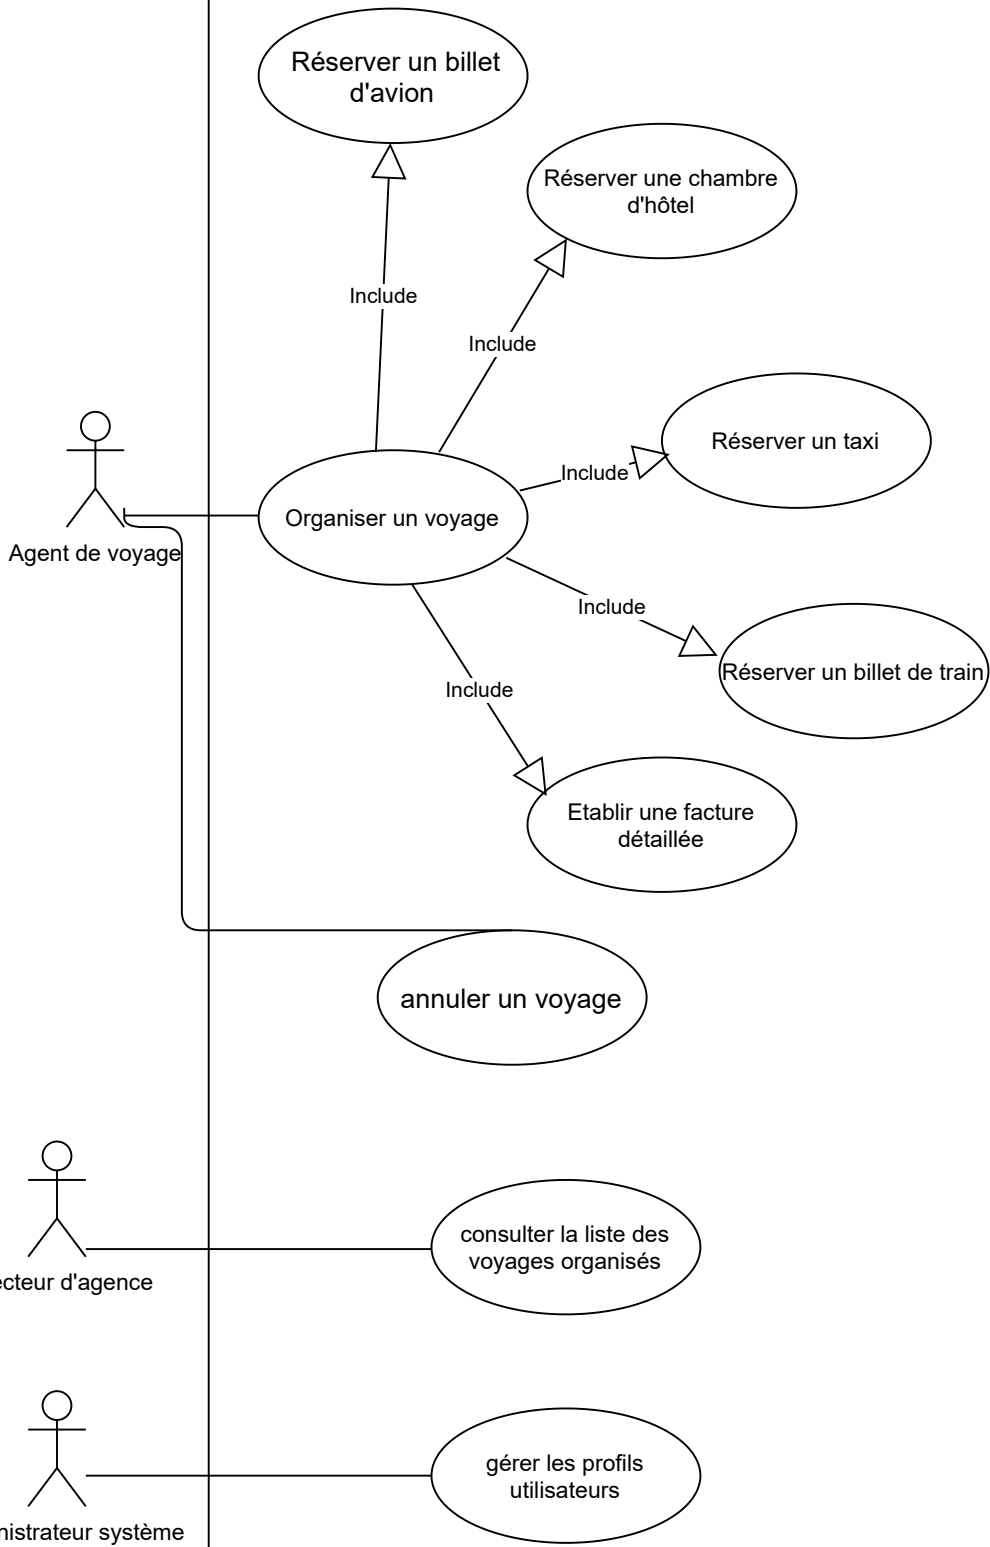 Réserver un billet
d'avion
Réserver une chambre
d'hôtel
Include
Include
Réserver un taxi
Include
Organiser un voyage
Agent de voyage
Include
Réserver un billet de train
Include
Etablir une facture
détaillée
annuler un voyage
consulter la liste des
voyages organisés
d'agence
gérer les profils
utilisateurs
système